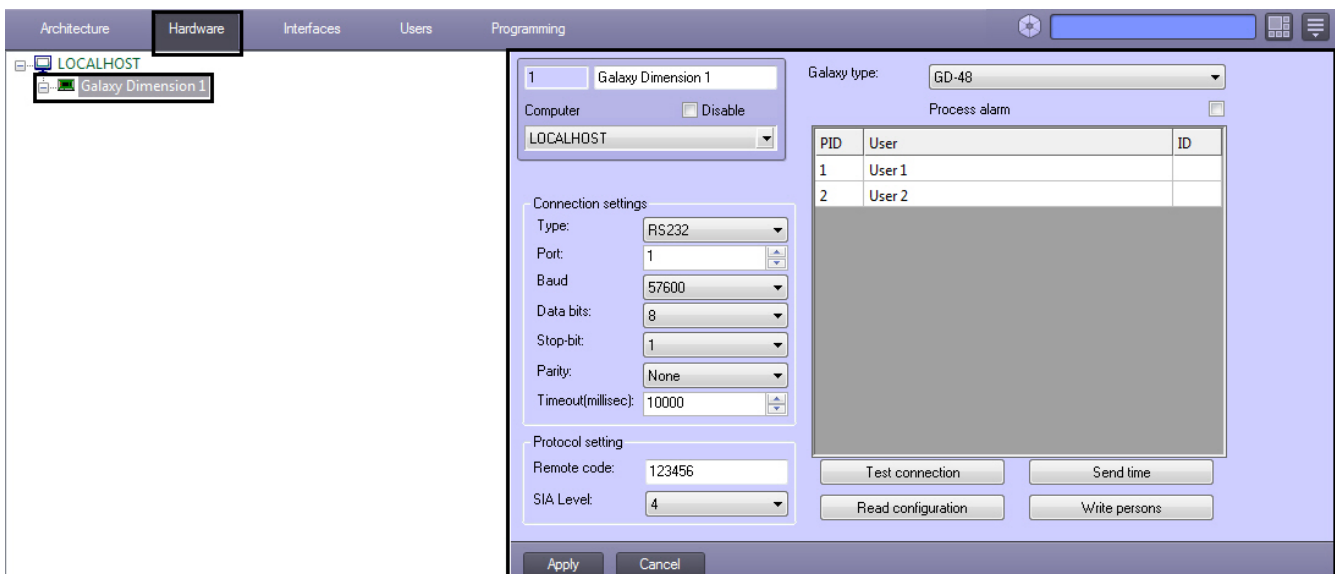 Architecture Hardware Interfaces Users Programming
LOCALHOST
Galaxy Dimension 1
1 Galaxy Dimension 1
Computer Disable
LOCALHOST
Connection settings
Type: RS232
Port: 1
Baud 57600
Data bits: 8
Stop-bit: 1
Parity: None
Timeout(millisec): 10000
Protocol setting
Remote code: 123456
SIA Level: 4
Galaxy type: GD-48
Process alarm
PID User ID
1 User 1
2 User 2
Test connection Send time
Read configuration Write persons
Apply Cancel